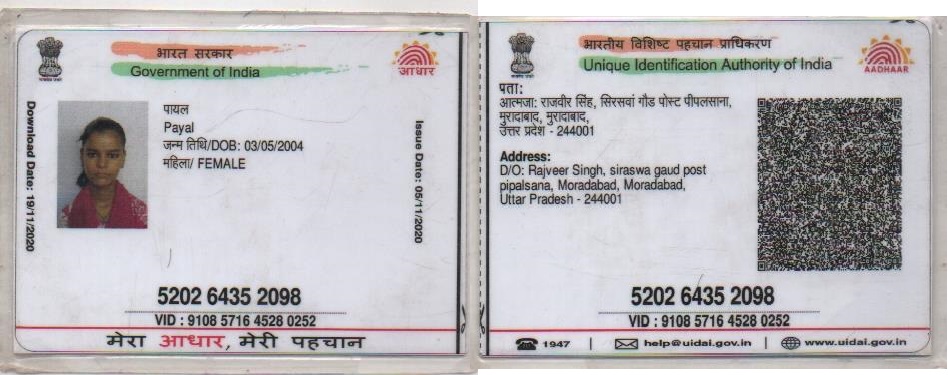 भारत सरकार
Government of India
आधार
Download Date: 19/11/2020
पायल
Payal
जन्म तिथि/DOB: 03/05/2004
महिला/ FEMALE
Issue Date: 05/11/2020
5202 6435 2098
VID : 9108 5716 4528 0252
मेरा आधार, मेरी पहचान
भारतीय विशिष्ट पहचान प्राधिकरण
Unique Identification Authority of India
AADHAAR
पता:
आत्मजा: राजवीर सिंह, सिरसवां गौड पोस्ट पीपलसाना,
मुरादाबाद, मुरादाबाद,
उत्तर प्रदेश - 244001
Address:
D/O: Rajveer Singh, siraswa gaud post
pipalsana, Moradabad, Moradabad,
Uttar Pradesh - 244001
5202 6435 2098
VID : 9108 5716 4528 0252
1947 | help@uidai.gov.in | www.uidai.gov.in